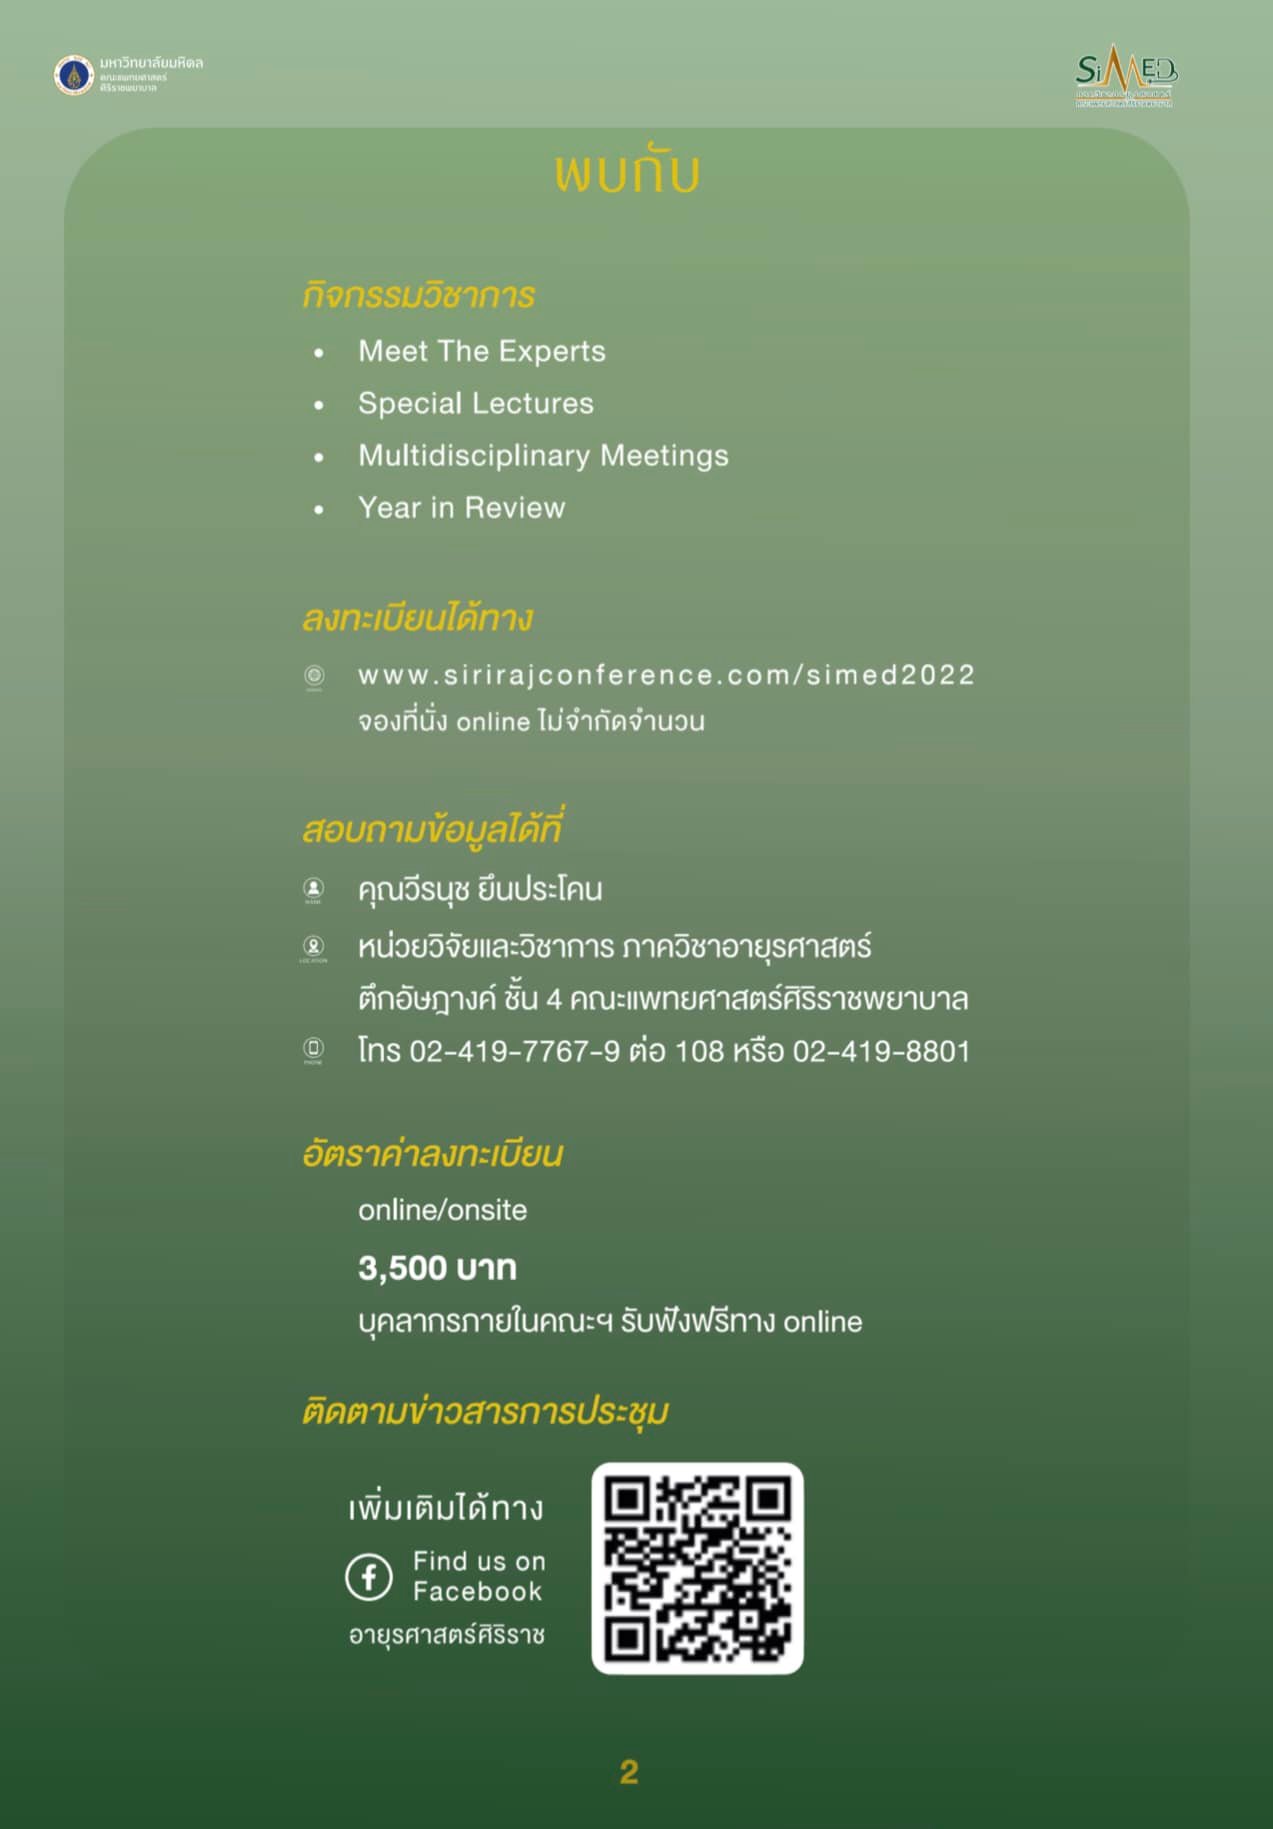 มหาวิทยาลัยมหิดล
คณะแพทยศาสตร์
ศิริราชพยาบาล
SiMED
พบกับ
กิจกรรมวิชาการ
• Meet The Experts
• Special Lectures
• Multidisciplinary Meetings
• Year in Review
ลงทะเบียนได้ทาง
www.sirirajconference.com/simed2022
จองที่นั่ง online ไม่จำกัดจำนวน
สอบถามข้อมูลได้ที่
คุณวีรนุช ยืนประโคน
หน่วยวิจัยและวิชาการ ภาควิชาอายุรศาสตร์
LOCATION
ตึกอัษฎางค์ ชั้น 4 คณะแพทยศาสตร์ศิริราชพยาบาล
โทร 02-419-7767-9 ต่อ 108 หรือ 02-419-8801
PHONE
อัตราค่าลงทะเบียน
online/onsite
3,500 บาท
บุคลากรภายในคณะฯ รับฟังฟรีทาง online
ติดตามข่าวสารการประชุม
เพิ่มเติมได้ทาง
Find us on
Facebook
อายุรศาสตร์ศิริราช
2